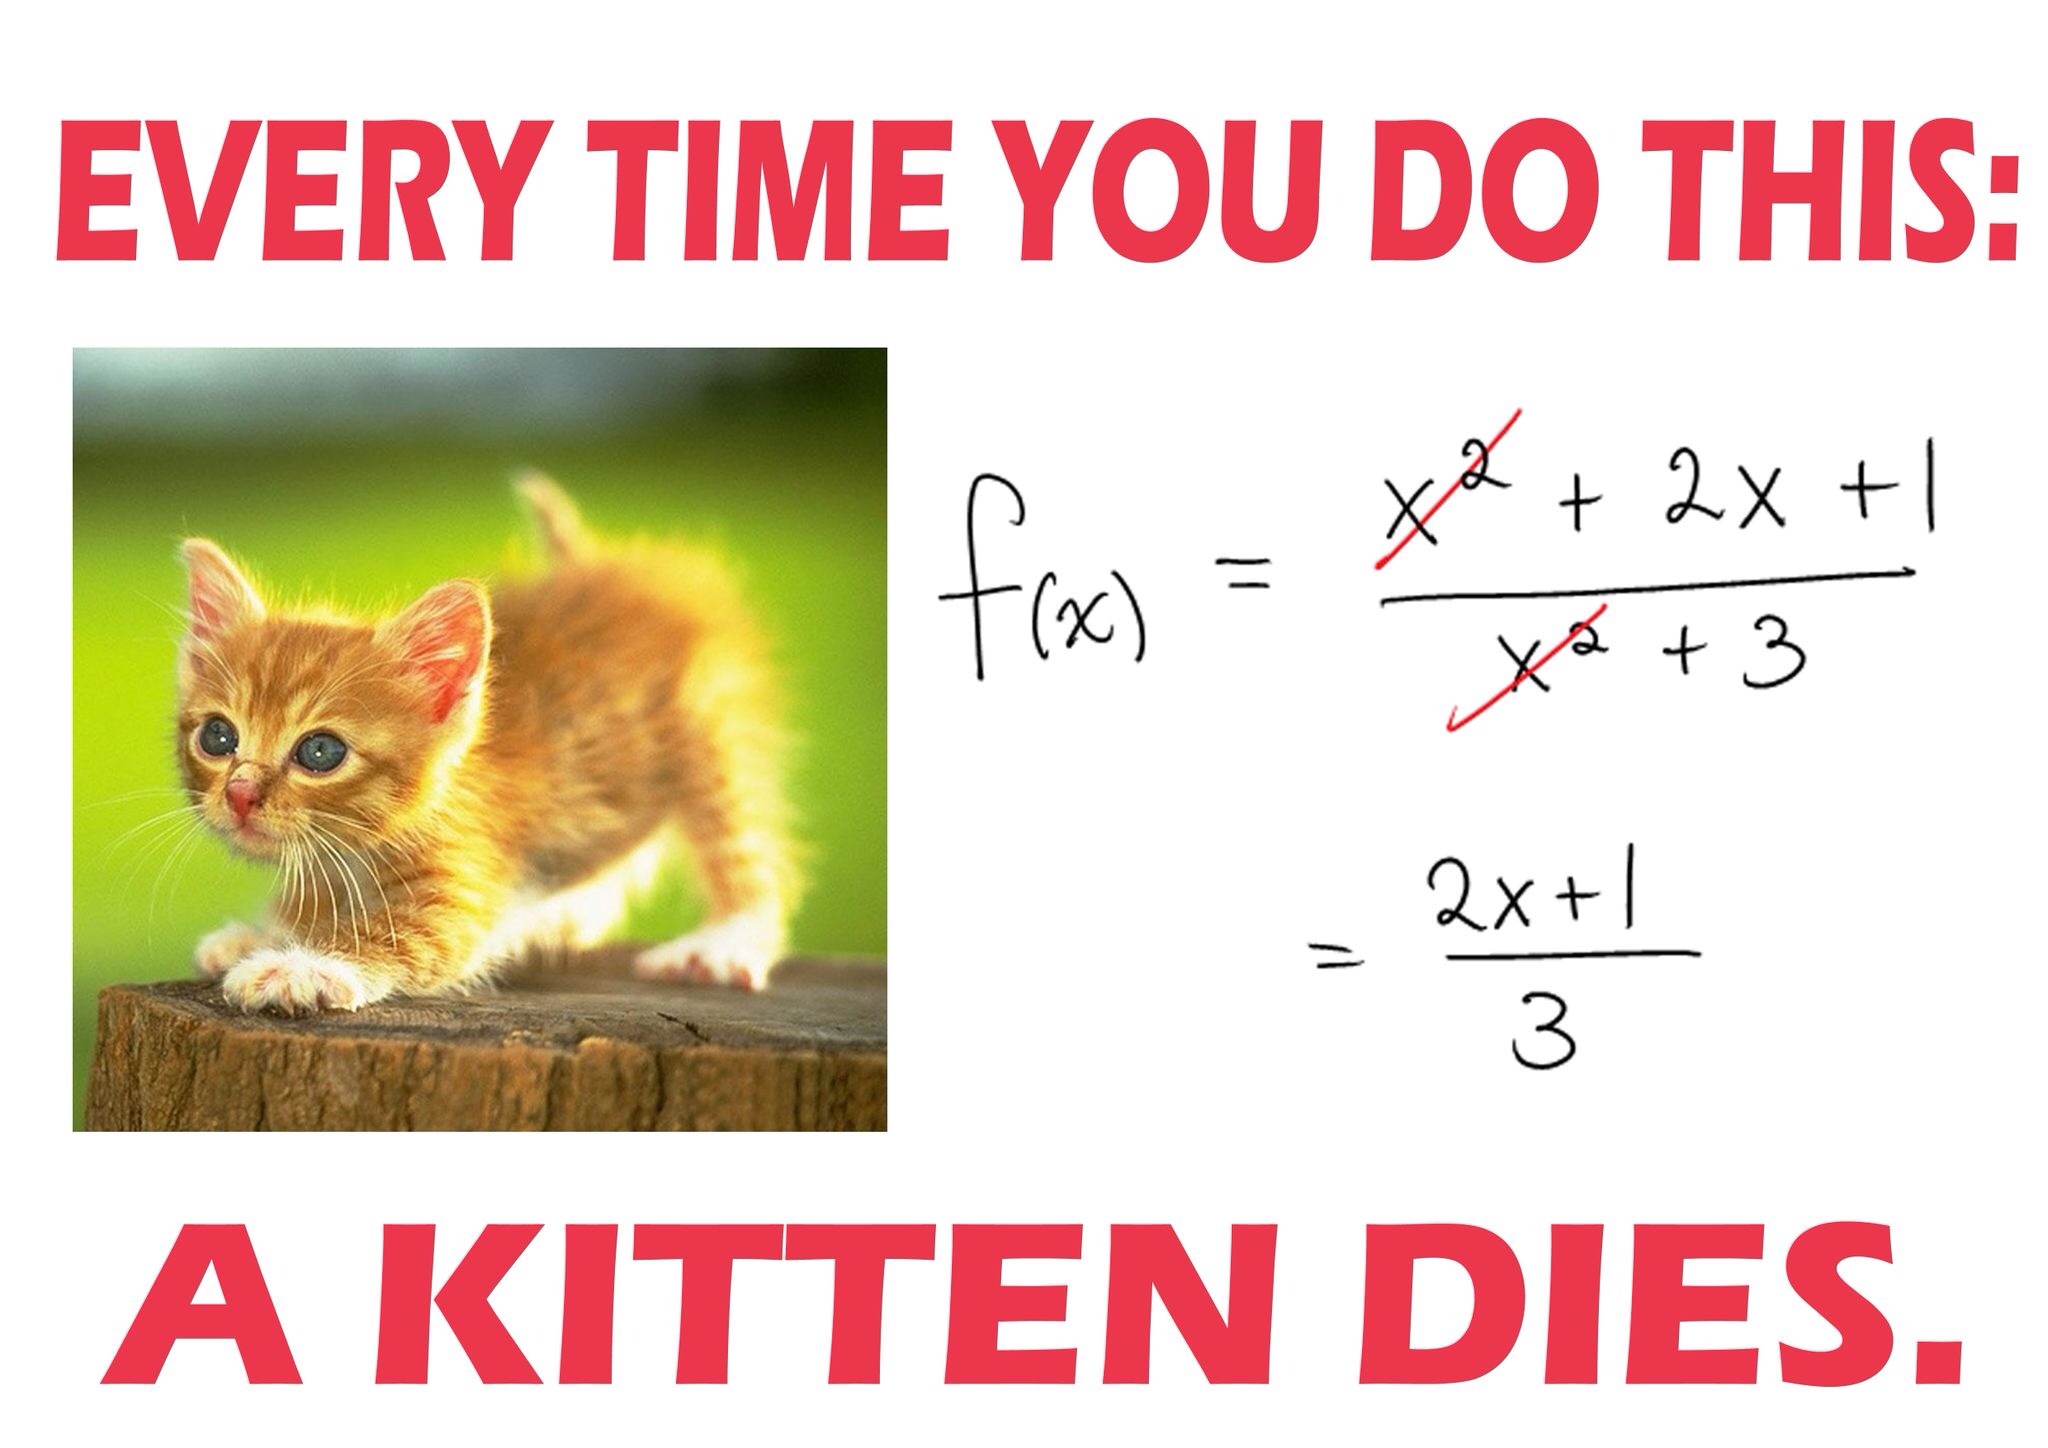 EVERY TIME YOU DO THIS:
f(x) = x² + 2x + 1 / x² + 3
= 2x + 1 / 3
A KITTEN DIES.